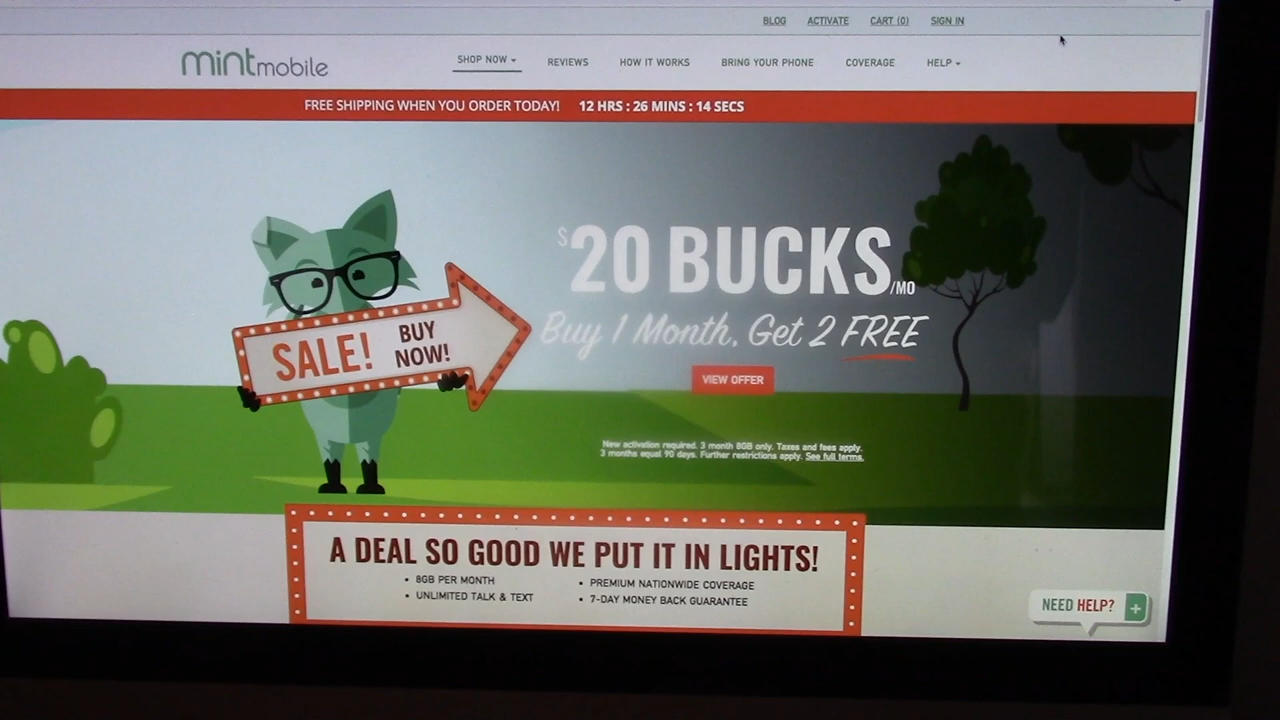 BLOG ACTIVATE CART (0) SIGN IN
mintmobile SHOP NOW REVIEWS HOW IT WORKS BRING YOUR PHONE COVERAGE HELP
FREE SHIPPING WHEN YOU ORDER TODAY! 12 HRS : 26 MINS : 14 SECS
$20 BUCKS/MO
Buy 1 Month, Get 2 FREE
SALE! BUY NOW!
VIEW OFFER
New activation required. 3 month 8GB only. Taxes and fees apply.
3 months equal 90 days. Further restrictions apply. See full terms.
A DEAL SO GOOD WE PUT IT IN LIGHTS!
• 8GB PER MONTH
• UNLIMITED TALK & TEXT
• PREMIUM NATIONWIDE COVERAGE
• 7-DAY MONEY BACK GUARANTEE
NEED HELP? +